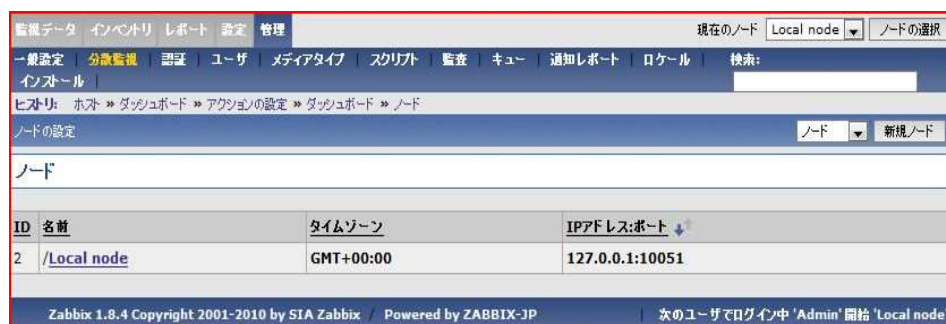 監視データ インベントリ レポート 設定 管理 現在のノード Local node ノードの選択
一般設定 | 分散監視 | 認証 | ユーザ | メディアタイプ | スクリプト | 監査 | キュー | 通知レポート | ロケール | 検索:
インストール |
ヒストリ: ホスト » ダッシュボード » アクションの設定 » ダッシュボード » ノード
ノードの設定 ノード 新規ノード
ノード
ID 名前 タイムゾーン IPアドレス:ポート
2 /Local node GMT+00:00 127.0.0.1:10051
Zabbix 1.8.4 Copyright 2001-2010 by SIA Zabbix / Powered by ZABBIX-JP | 次のユーザでログイン中 'Admin' 開始 'Local node